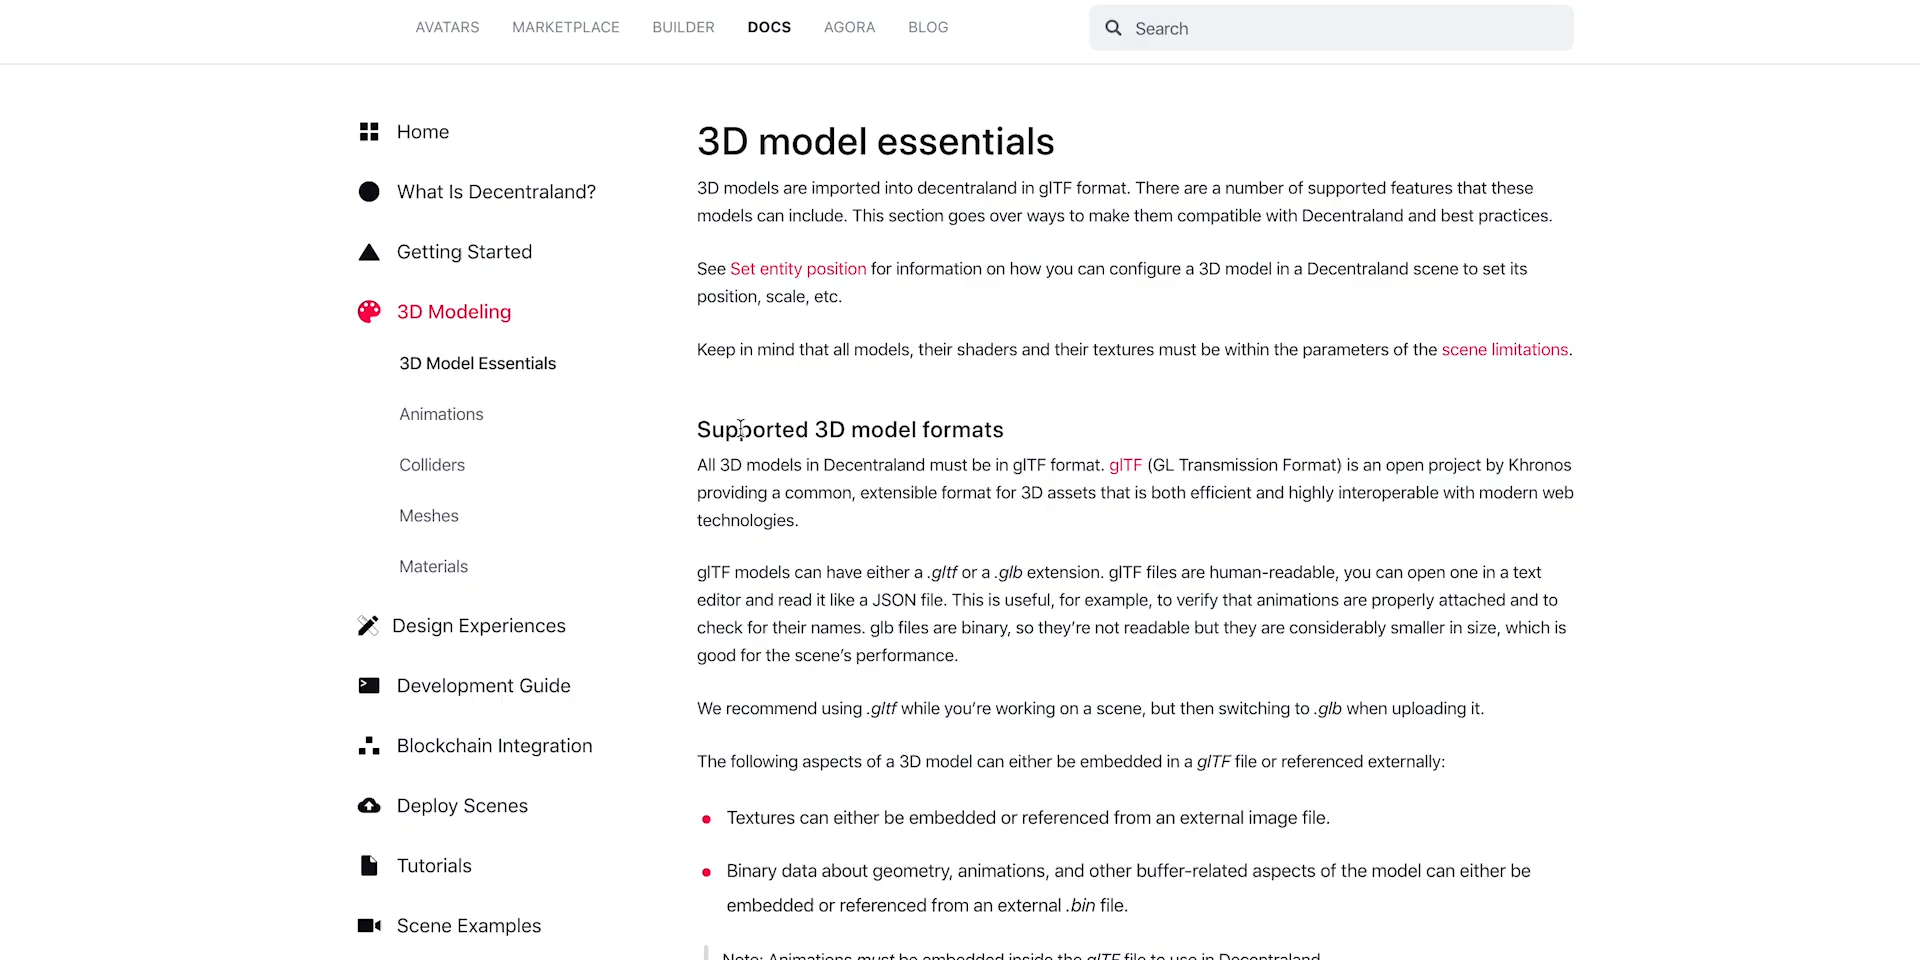 AVATARS MARKETPLACE BUILDER DOCS AGORA BLOG
Search
Home
What Is Decentraland?
Getting Started
3D Modeling
3D Model Essentials
Animations
Colliders
Meshes
Materials
Design Experiences
Development Guide
Blockchain Integration
Deploy Scenes
Tutorials
Scene Examples
3D model essentials
3D models are imported into decentraland in glTF format. There are a number of supported features that these
models can include. This section goes over ways to make them compatible with Decentraland and best practices.
See Set entity position for information on how you can configure a 3D model in a Decentraland scene to set its
position, scale, etc.
Keep in mind that all models, their shaders and their textures must be within the parameters of the scene limitations.
Supported 3D model formats
All 3D models in Decentraland must be in glTF format. glTF (GL Transmission Format) is an open project by Khronos
providing a common, extensible format for 3D assets that is both efficient and highly interoperable with modern web
technologies.
glTF models can have either a .gltf or a .glb extension. glTF files are human-readable, you can open one in a text
editor and read it like a JSON file. This is useful, for example, to verify that animations are properly attached and to
check for their names. glb files are binary, so they're not readable but they are considerably smaller in size, which is
good for the scene's performance.
We recommend using .gltf while you're working on a scene, but then switching to .glb when uploading it.
The following aspects of a 3D model can either be embedded in a glTF file or referenced externally:
Textures can either be embedded or referenced from an external image file.
Binary data about geometry, animations, and other buffer-related aspects of the model can either be
embedded or referenced from an external .bin file.
Note: Animations must be embedded inside the glTF file to use in Decentraland.